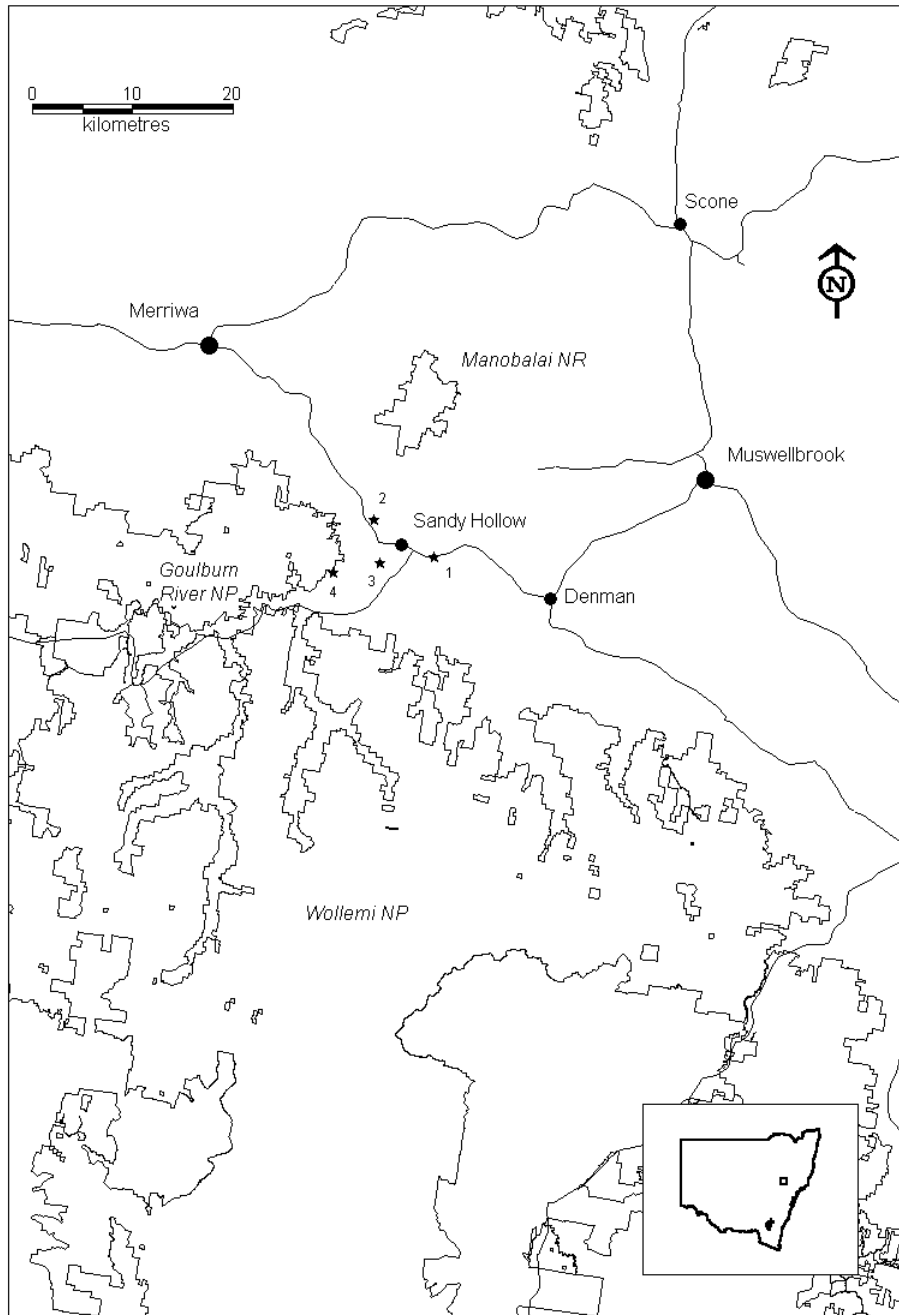 0 20
kilometres
Scone
N
Merriwa
Manobalai NR
Muswellbrook
2
Sandy Hollow
1
3
4
Goulburn
River NP
Denman
Wollemi NP